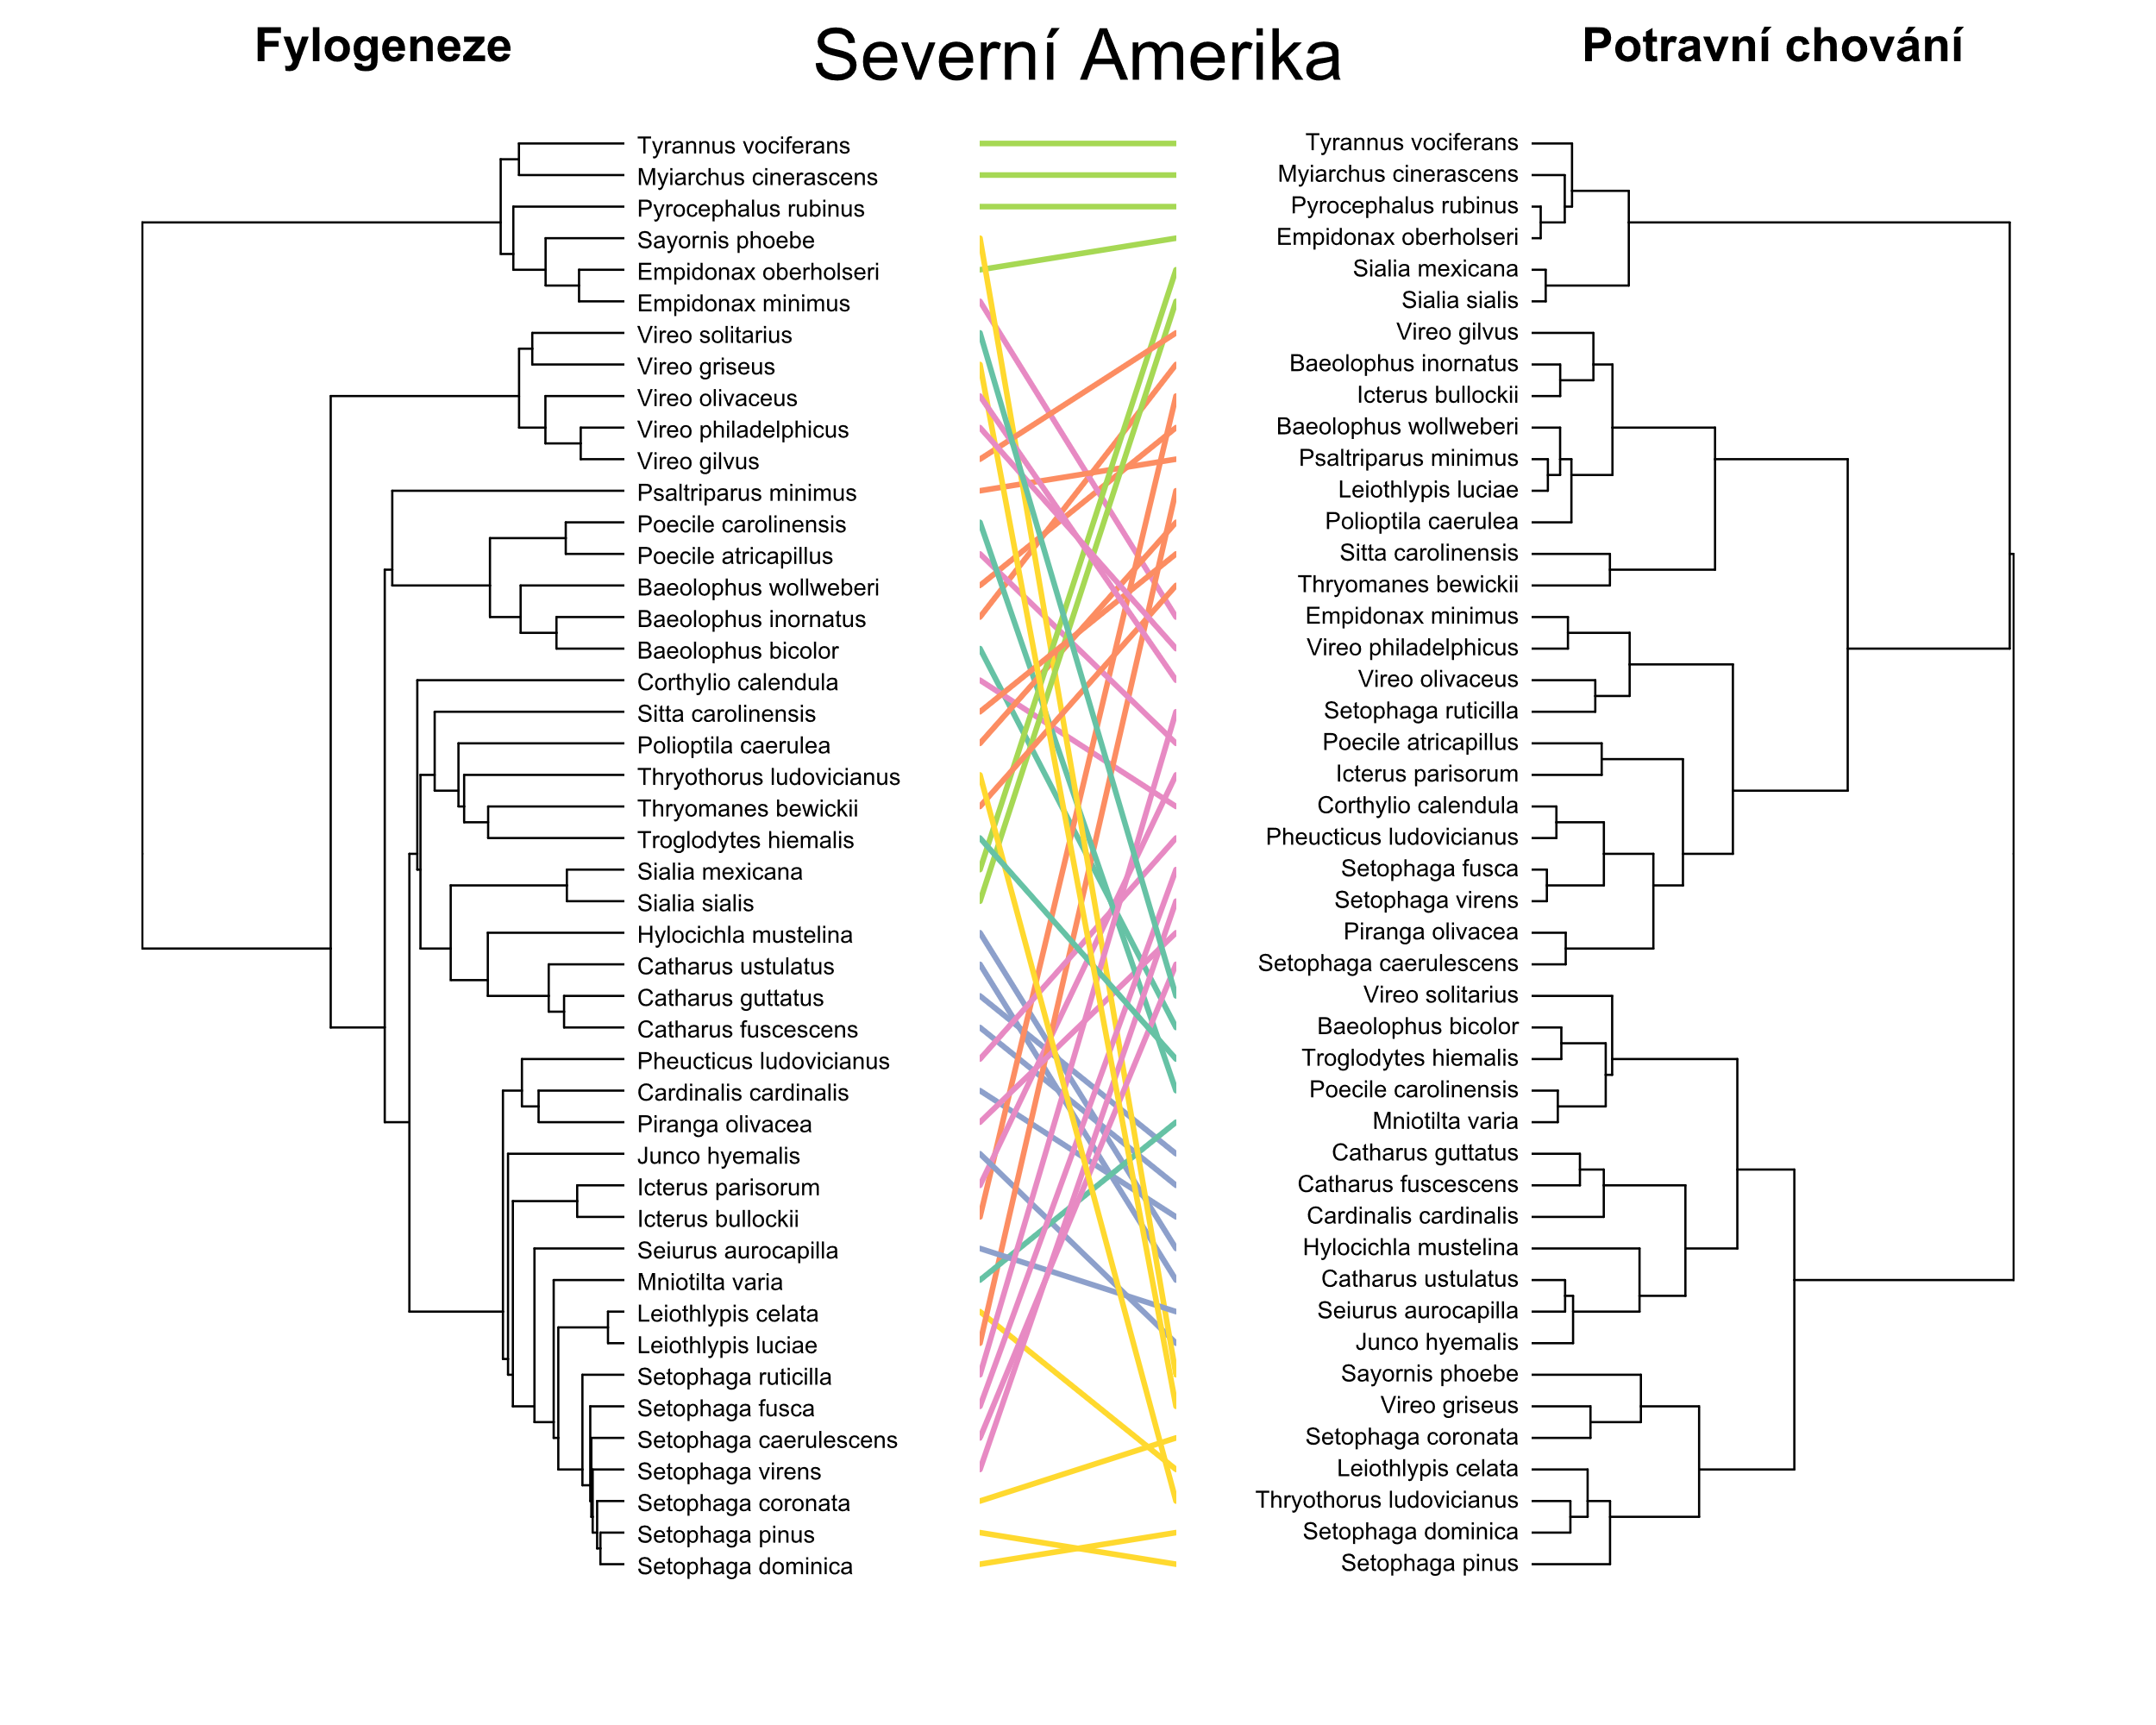 Fylogeneze
Severní Amerika
Potravní chování
Tyrannus vociferans
Myiarchus cinerascens
Pyrocephalus rubinus
Sayornis phoebe
Empidonax oberholseri
Empidonax minimus
Vireo solitarius
Vireo griseus
Vireo olivaceus
Vireo philadelphicus
Vireo gilvus
Psaltriparus minimus
Poecile carolinensis
Poecile atricapillus
Baeolophus wollweberi
Baeolophus inornatus
Baeolophus bicolor
Corthylio calendula
Sitta carolinensis
Polioptila caerulea
Thryothorus ludovicianus
Thryomanes bewickii
Troglodytes hiemalis
Sialia mexicana
Sialia sialis
Hylocichla mustelina
Catharus ustulatus
Catharus guttatus
Catharus fuscescens
Pheucticus ludovicianus
Cardinalis cardinalis
Piranga olivacea
Junco hyemalis
Icterus parisorum
Icterus bullockii
Seiurus aurocapilla
Mniotilta varia
Leiothlypis celata
Leiothlypis luciae
Setophaga ruticilla
Setophaga fusca
Setophaga caerulescens
Setophaga virens
Setophaga coronata
Setophaga pinus
Setophaga dominica
Tyrannus vociferans
Myiarchus cinerascens
Pyrocephalus rubinus
Empidonax oberholseri
Sialia mexicana
Sialia sialis
Vireo gilvus
Baeolophus inornatus
Icterus bullockii
Baeolophus wollweberi
Psaltriparus minimus
Leiothlypis luciae
Polioptila caerulea
Sitta carolinensis
Thryomanes bewickii
Empidonax minimus
Vireo philadelphicus
Vireo olivaceus
Setophaga ruticilla
Poecile atricapillus
Icterus parisorum
Corthylio calendula
Pheucticus ludovicianus
Setophaga fusca
Setophaga virens
Piranga olivacea
Setophaga caerulescens
Vireo solitarius
Baeolophus bicolor
Troglodytes hiemalis
Poecile carolinensis
Mniotilta varia
Catharus guttatus
Catharus fuscescens
Cardinalis cardinalis
Hylocichla mustelina
Catharus ustulatus
Seiurus aurocapilla
Junco hyemalis
Sayornis phoebe
Vireo griseus
Setophaga coronata
Leiothlypis celata
Thryothorus ludovicianus
Setophaga dominica
Setophaga pinus